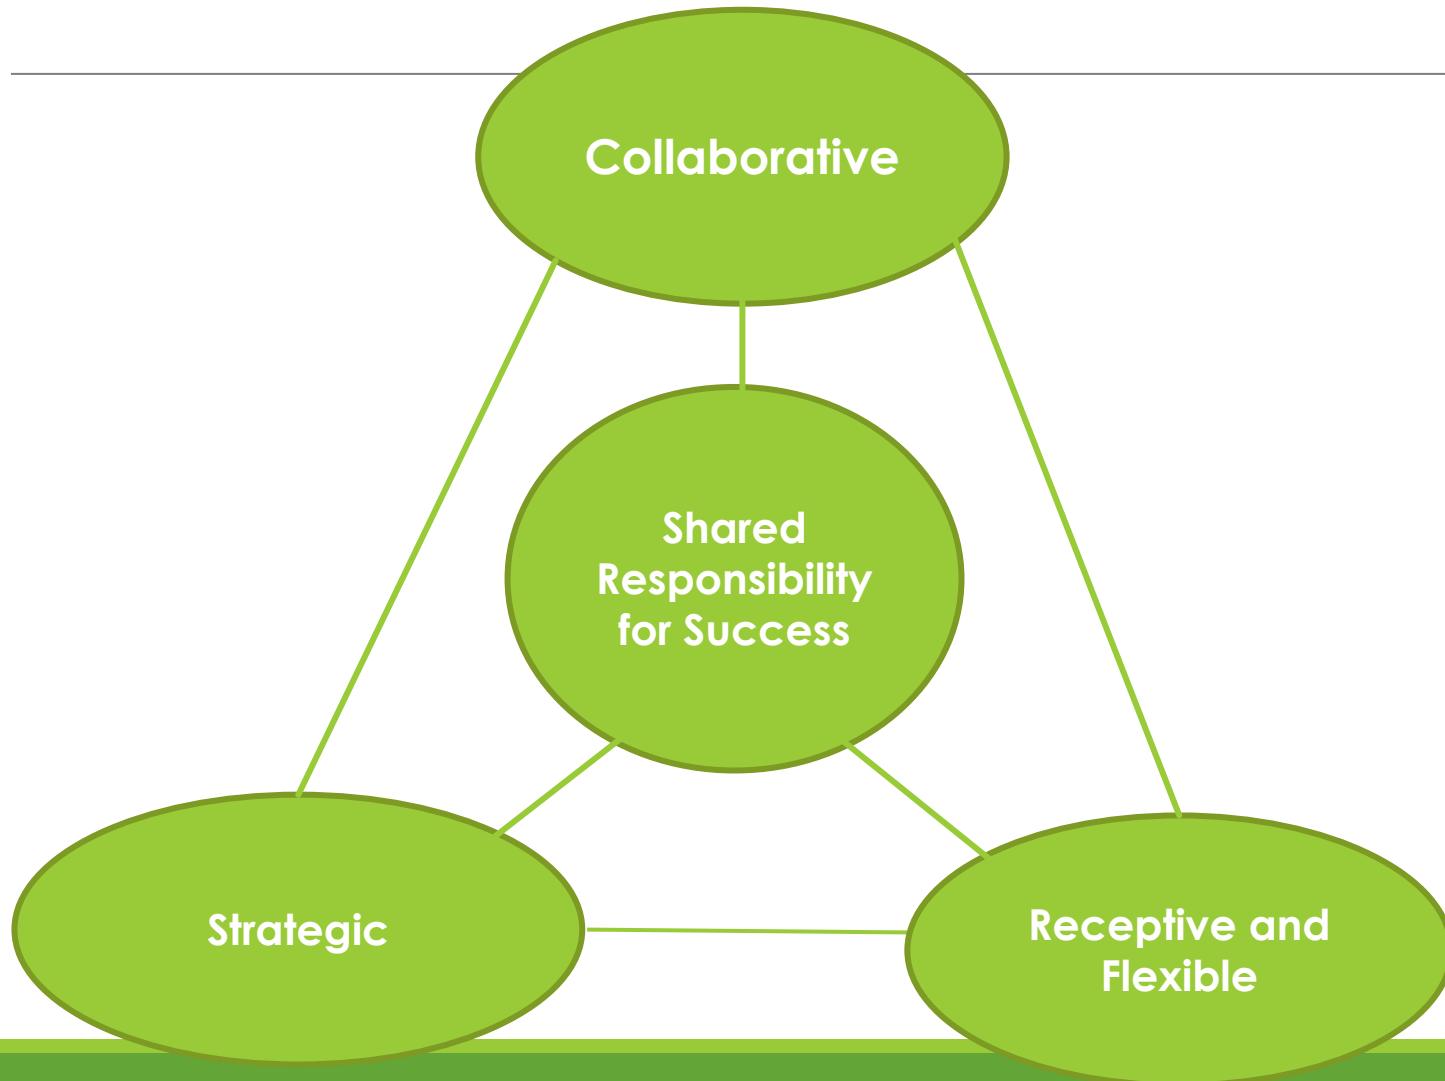 Collaborative
Shared
Responsibility
for Success
Strategic
Receptive and
Flexible